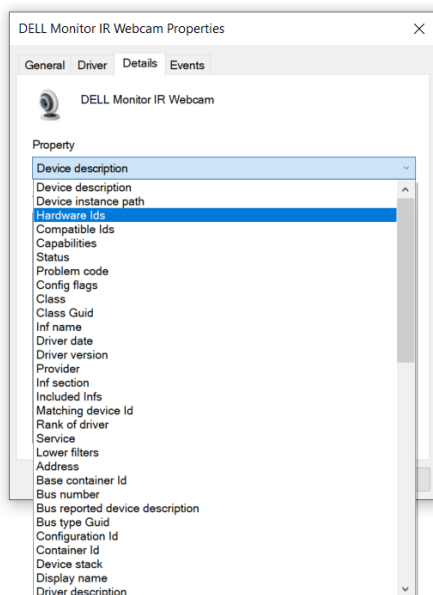 DELL Monitor IR Webcam Properties
General Driver Details Events
DELL Monitor IR Webcam
Property
Device description
Device description
Device instance path
Hardware Ids
Compatible Ids
Capabilities
Status
Problem code
Config flags
Class
Class Guid
Inf name
Driver date
Driver version
Provider
Inf section
Included Infs
Matching device Id
Rank of driver
Service
Lower filters
Address
Base container Id
Bus number
Bus reported device description
Bus type Guid
Configuration Id
Container Id
Device stack
Display name
Driver description